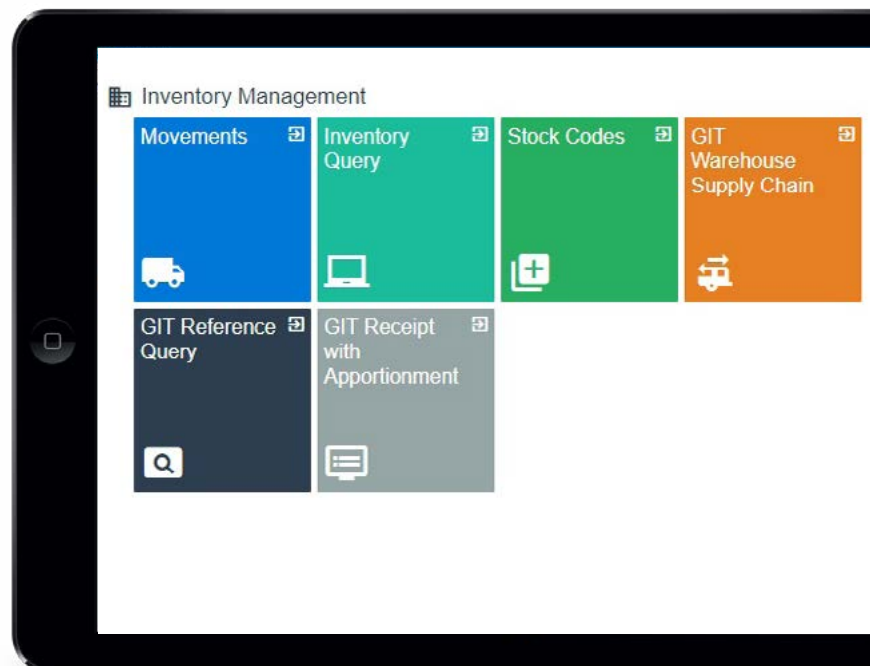 Inventory Management
Movements
Inventory
Query
Stock Codes
GIT
Warehouse
Supply Chain
GIT Reference
Query
GIT Receipt
with
Apportionment